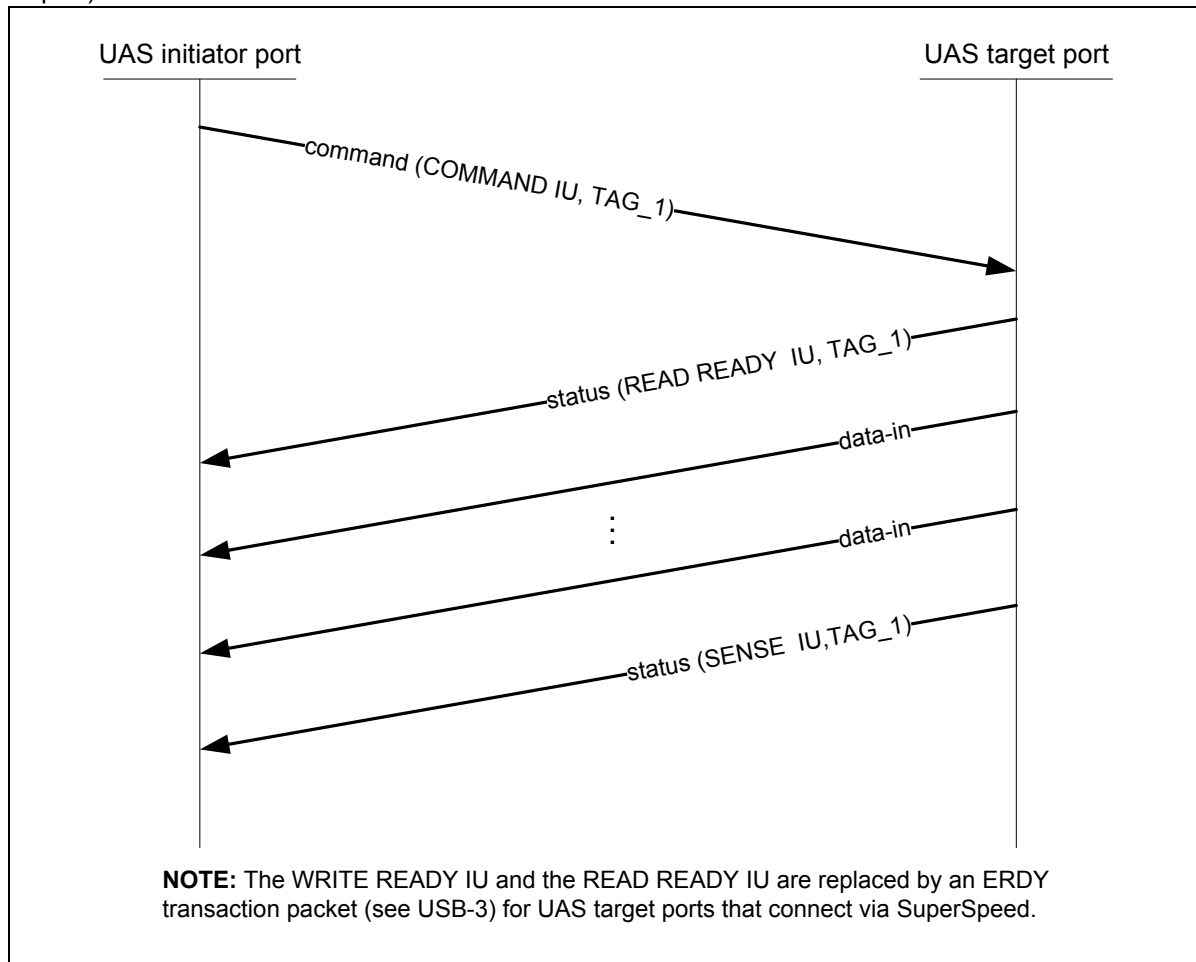 UAS initiator port
UAS target port
command (COMMAND IU, TAG_1)
status (READ READY  IU, TAG_1)
data-in
⋮
data-in
status (SENSE  IU,TAG_1)
NOTE: The WRITE READY IU and the READ READY IU are replaced by an ERDY
transaction packet (see USB-3) for UAS target ports that connect via SuperSpeed.